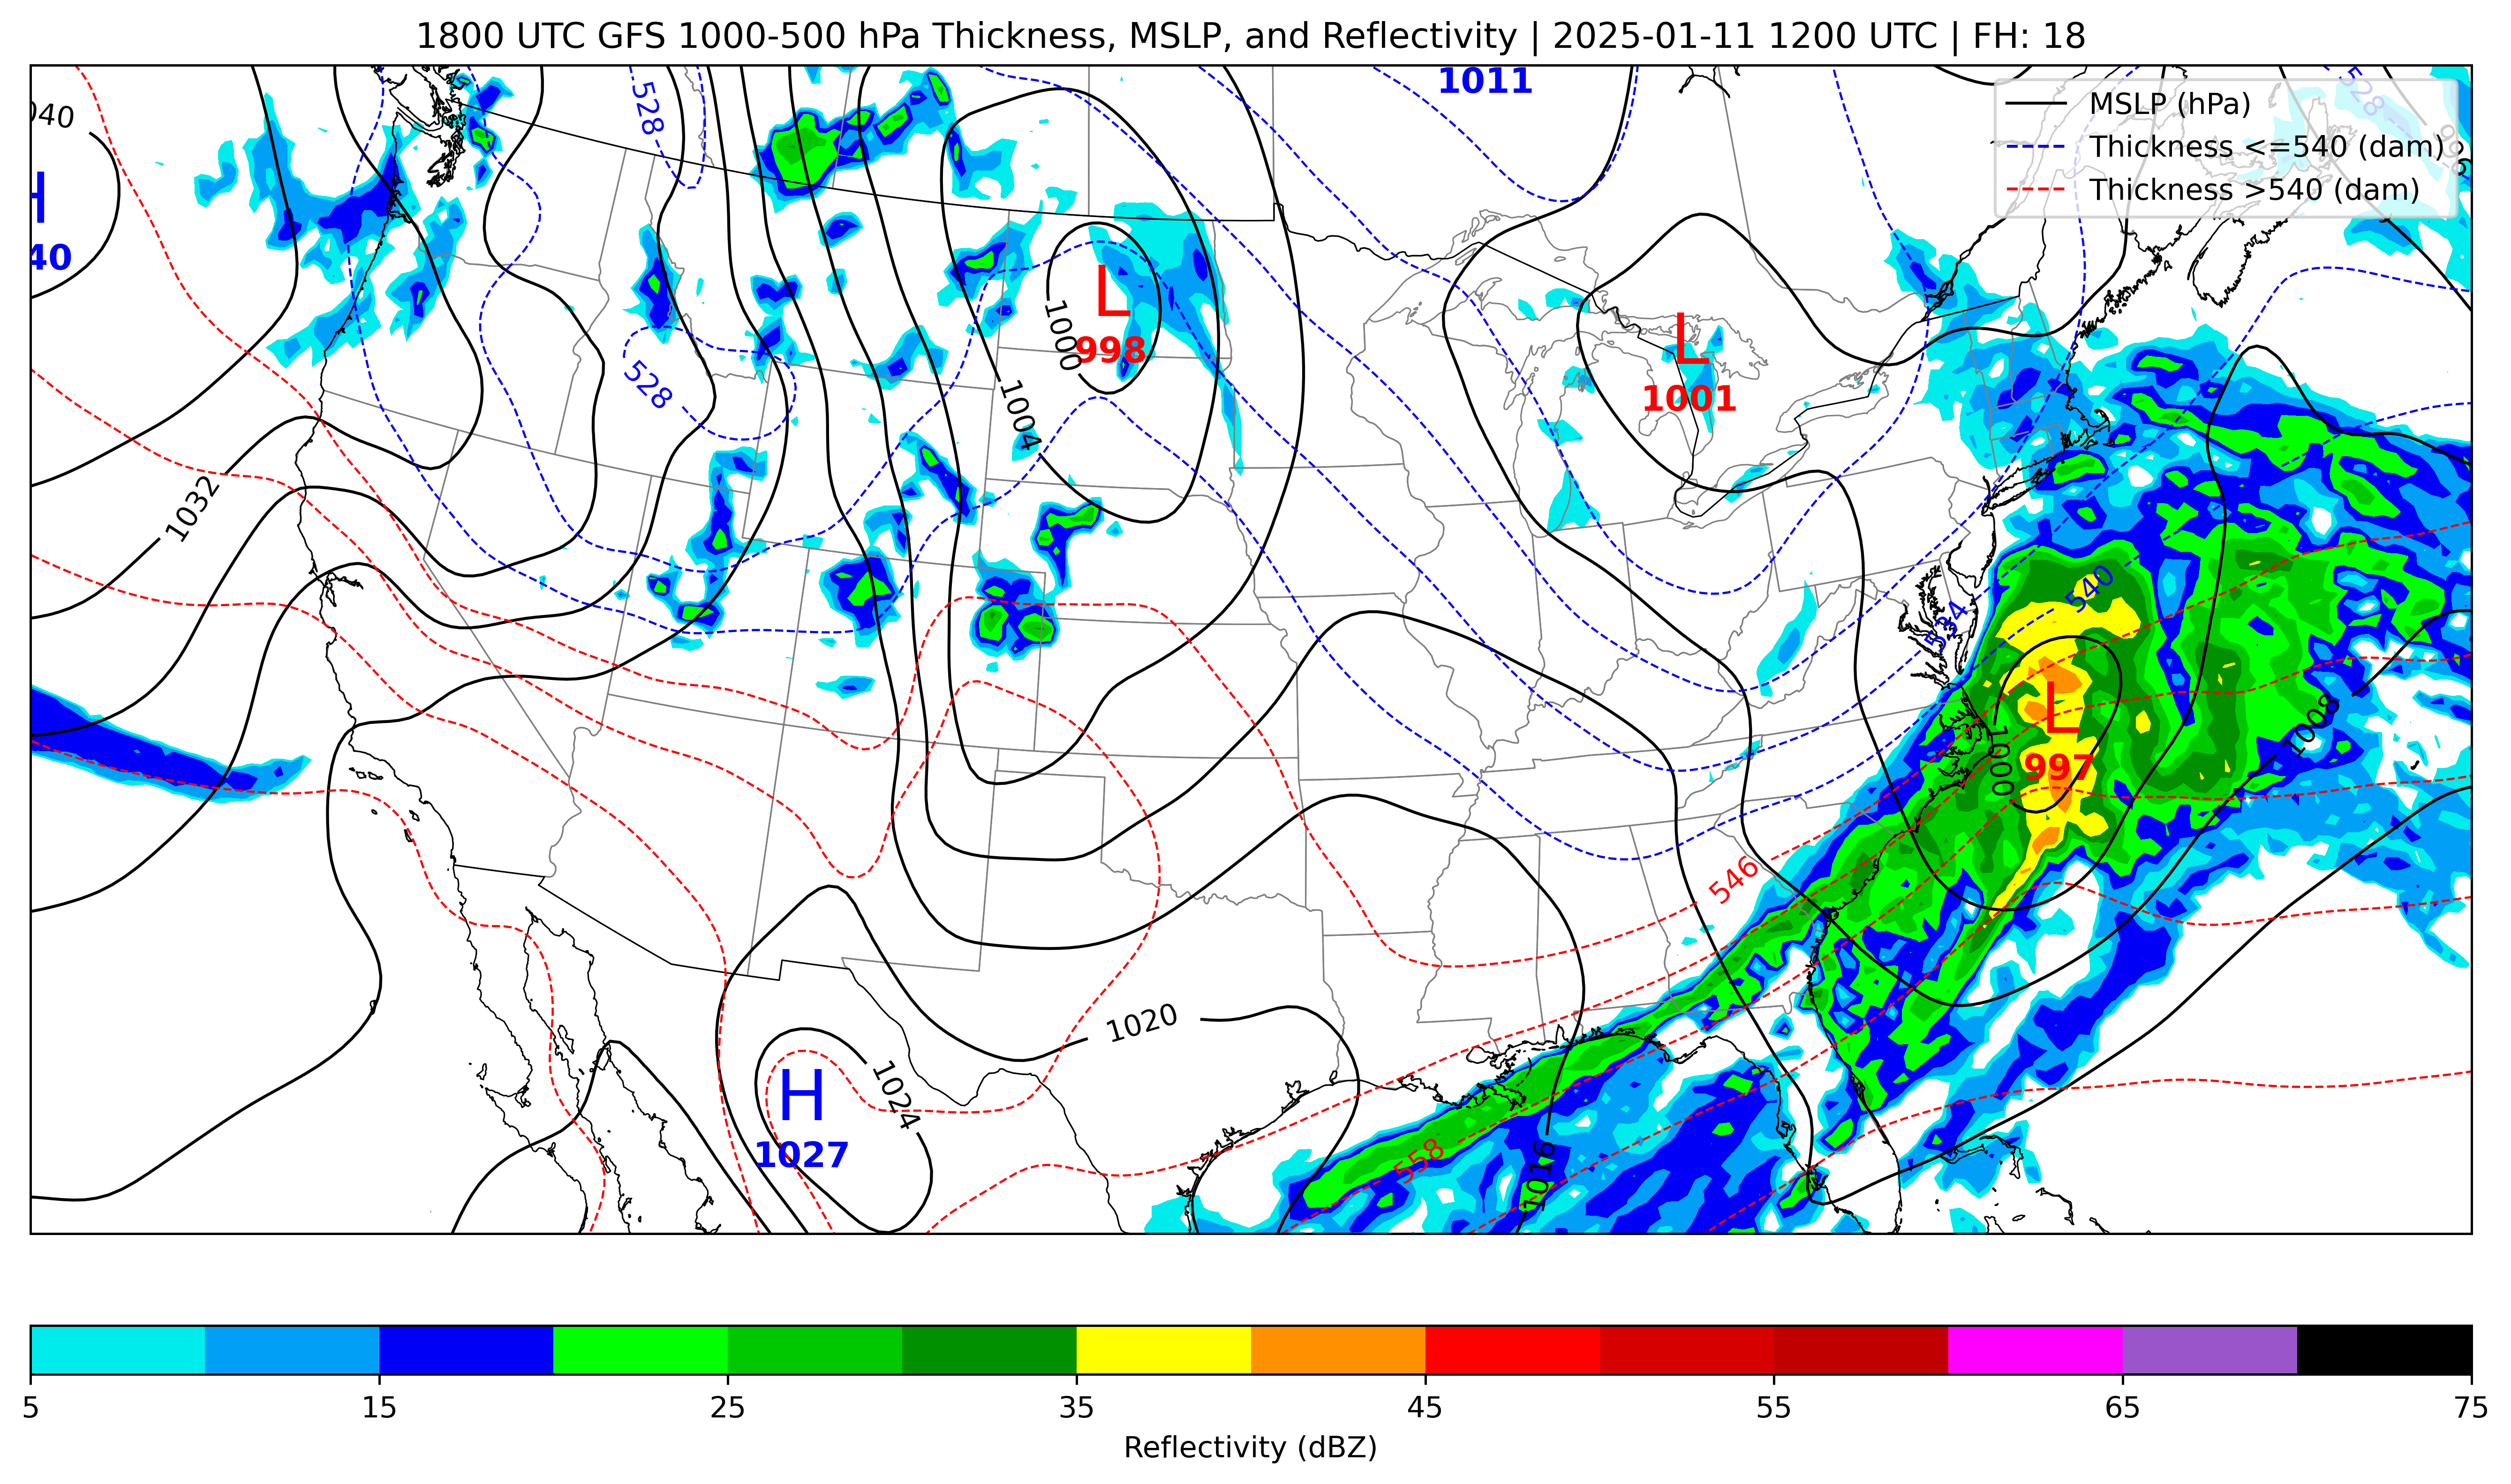 1800 UTC GFS 1000-500 hPa Thickness, MSLP, and Reflectivity | 2025-01-11 1200 UTC | FH: 18
1011
MSLP (hPa)
Thickness <=540 (dam)
Thickness >540 (dam)
528
528
040
H
40
L
998
1000
L
1001
528
1004
1032
540
534
L
997
1000
1008
546
1020
H
1027
1024
558
1016
5 15 25 35 45 55 65 75
Reflectivity (dBZ)